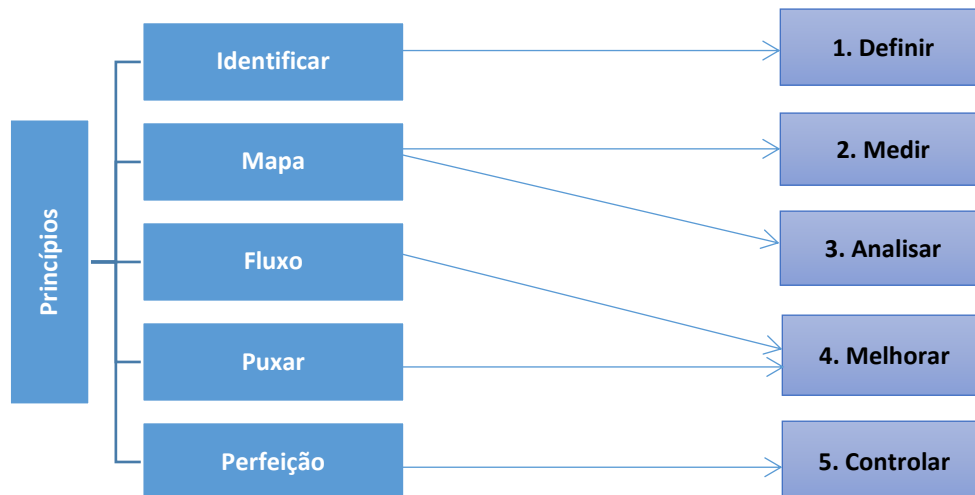 Princípios
Identificar
Mapa
Fluxo
Puxar
Perfeição
1. Definir
2. Medir
3. Analisar
4. Melhorar
5. Controlar